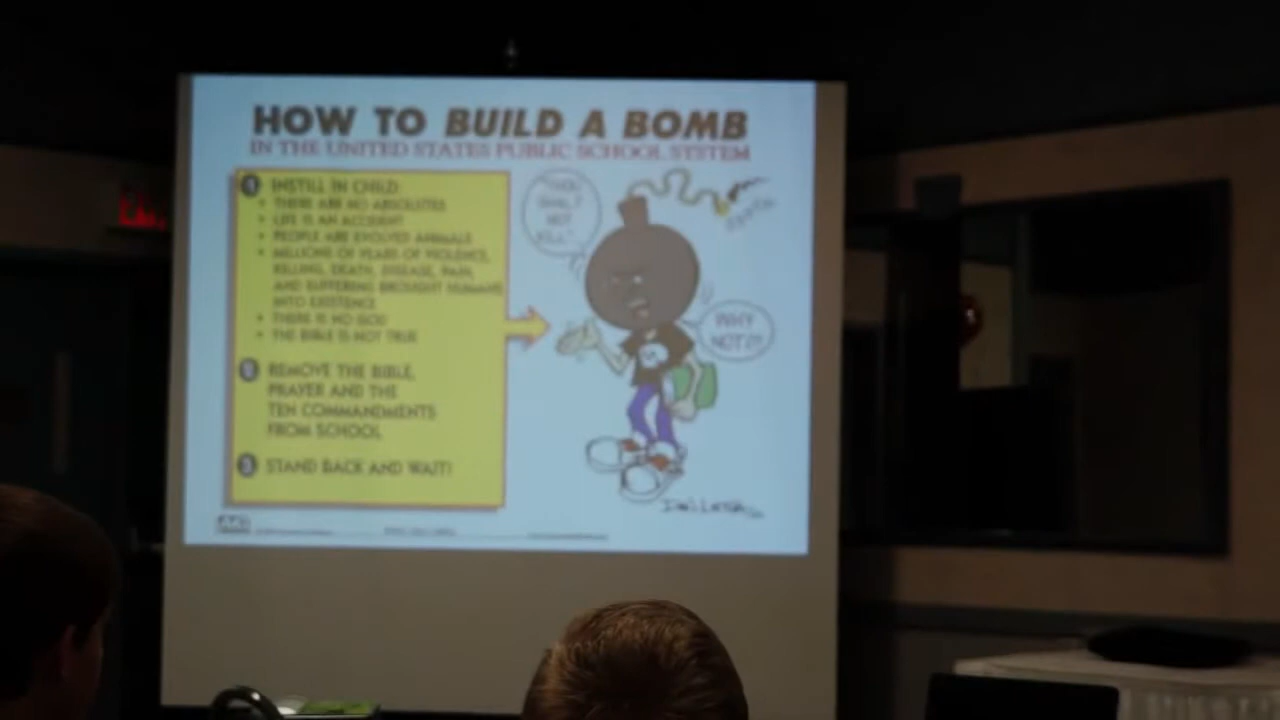 HOW TO BUILD A BOMB
IN THE UNITED STATES PUBLIC SCHOOL SYSTEM
1 INSTILL IN CHILD:
• THERE ARE NO ABSOLUTES
• LIFE IS AN ACCIDENT
• PEOPLE ARE EVOLVED ANIMALS
• MILLIONS OF YEARS OF VIOLENCE,
KILLING, DEATH, DISEASE, PAIN,
AND SUFFERING BROUGHT HUMANS
INTO EXISTENCE
• THERE IS NO GOD
• THE BIBLE IS NOT TRUE
2 REMOVE THE BIBLE,
PRAYER AND THE
TEN COMMANDMENTS
FROM SCHOOL
3 STAND BACK AND WAIT!
"THOU
SHALT
NOT
KILL"
WHY
NOT?!?